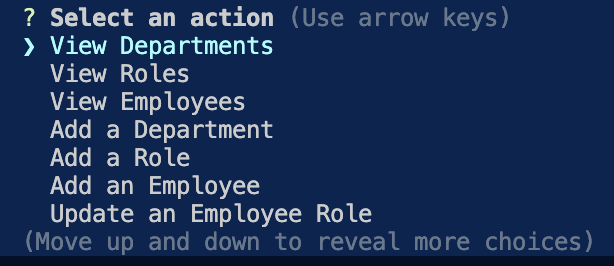 ? Select an action (Use arrow keys)
❯ View Departments
View Roles
View Employees
Add a Department
Add a Role
Add an Employee
Update an Employee Role
(Move up and down to reveal more choices)